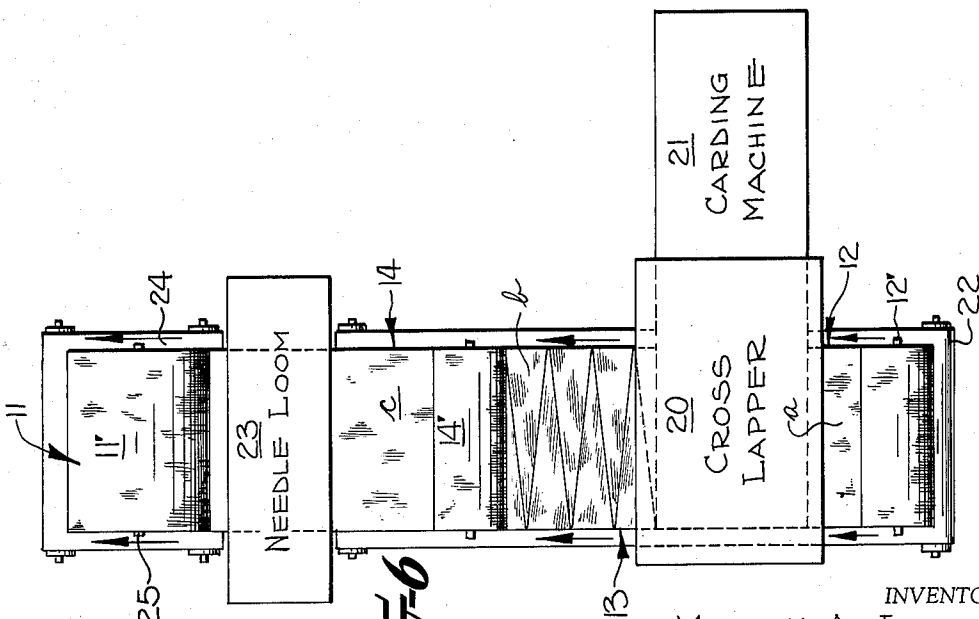 11
11'
24
25
23
NEEDLE LOOM
14
c
14'
b
13
20
CROSS
LAPPER
21
CARDING
MACHINE
12
a
12'
22
6
INVENTO